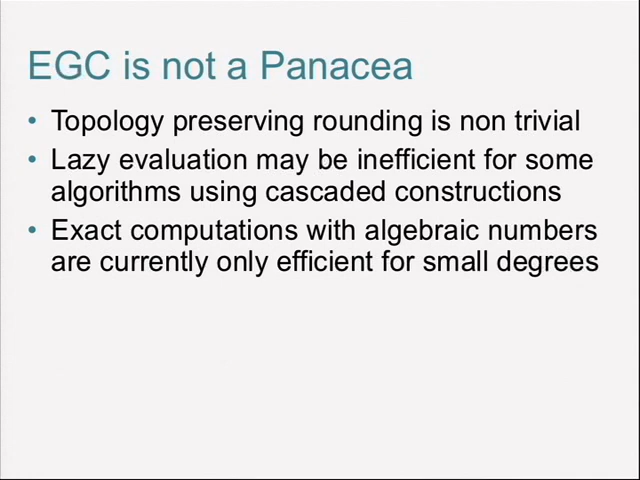 EGC is not a Panacea
• Topology preserving rounding is non trivial
• Lazy evaluation may be inefficient for some
algorithms using cascaded constructions
• Exact computations with algebraic numbers
are currently only efficient for small degrees